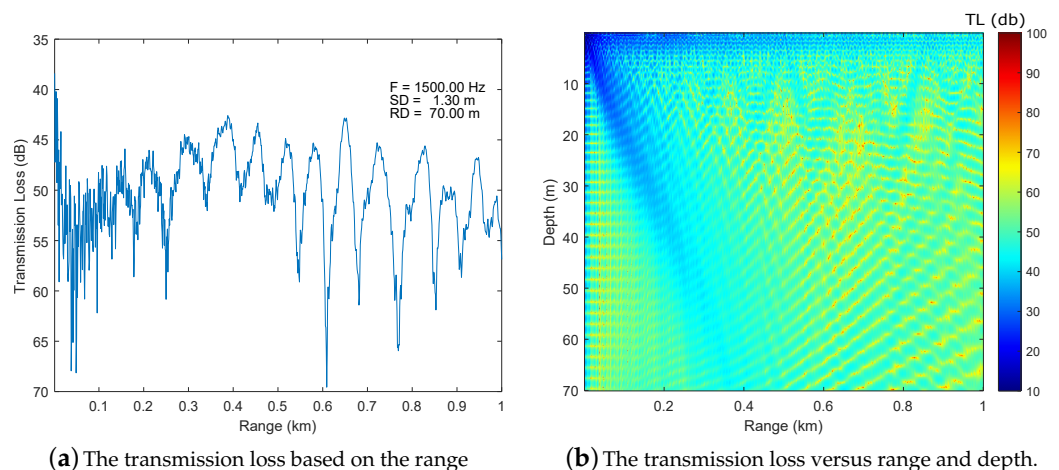 35
40
45
50
55
60
65
70
Transmission Loss (dB)
F = 1500.00 Hz
SD = 1.30 m
RD = 70.00 m
0.1 0.2 0.3 0.4 0.5 0.6 0.7 0.8 0.9 1
Range (km)
(a) The transmission loss based on the range
TL (db)
10
20
30
40
50
60
70
Depth (m)
0.2 0.4 0.6 0.8 1
Range (km)
100
90
80
70
60
50
40
30
20
10
(b) The transmission loss versus range and depth.